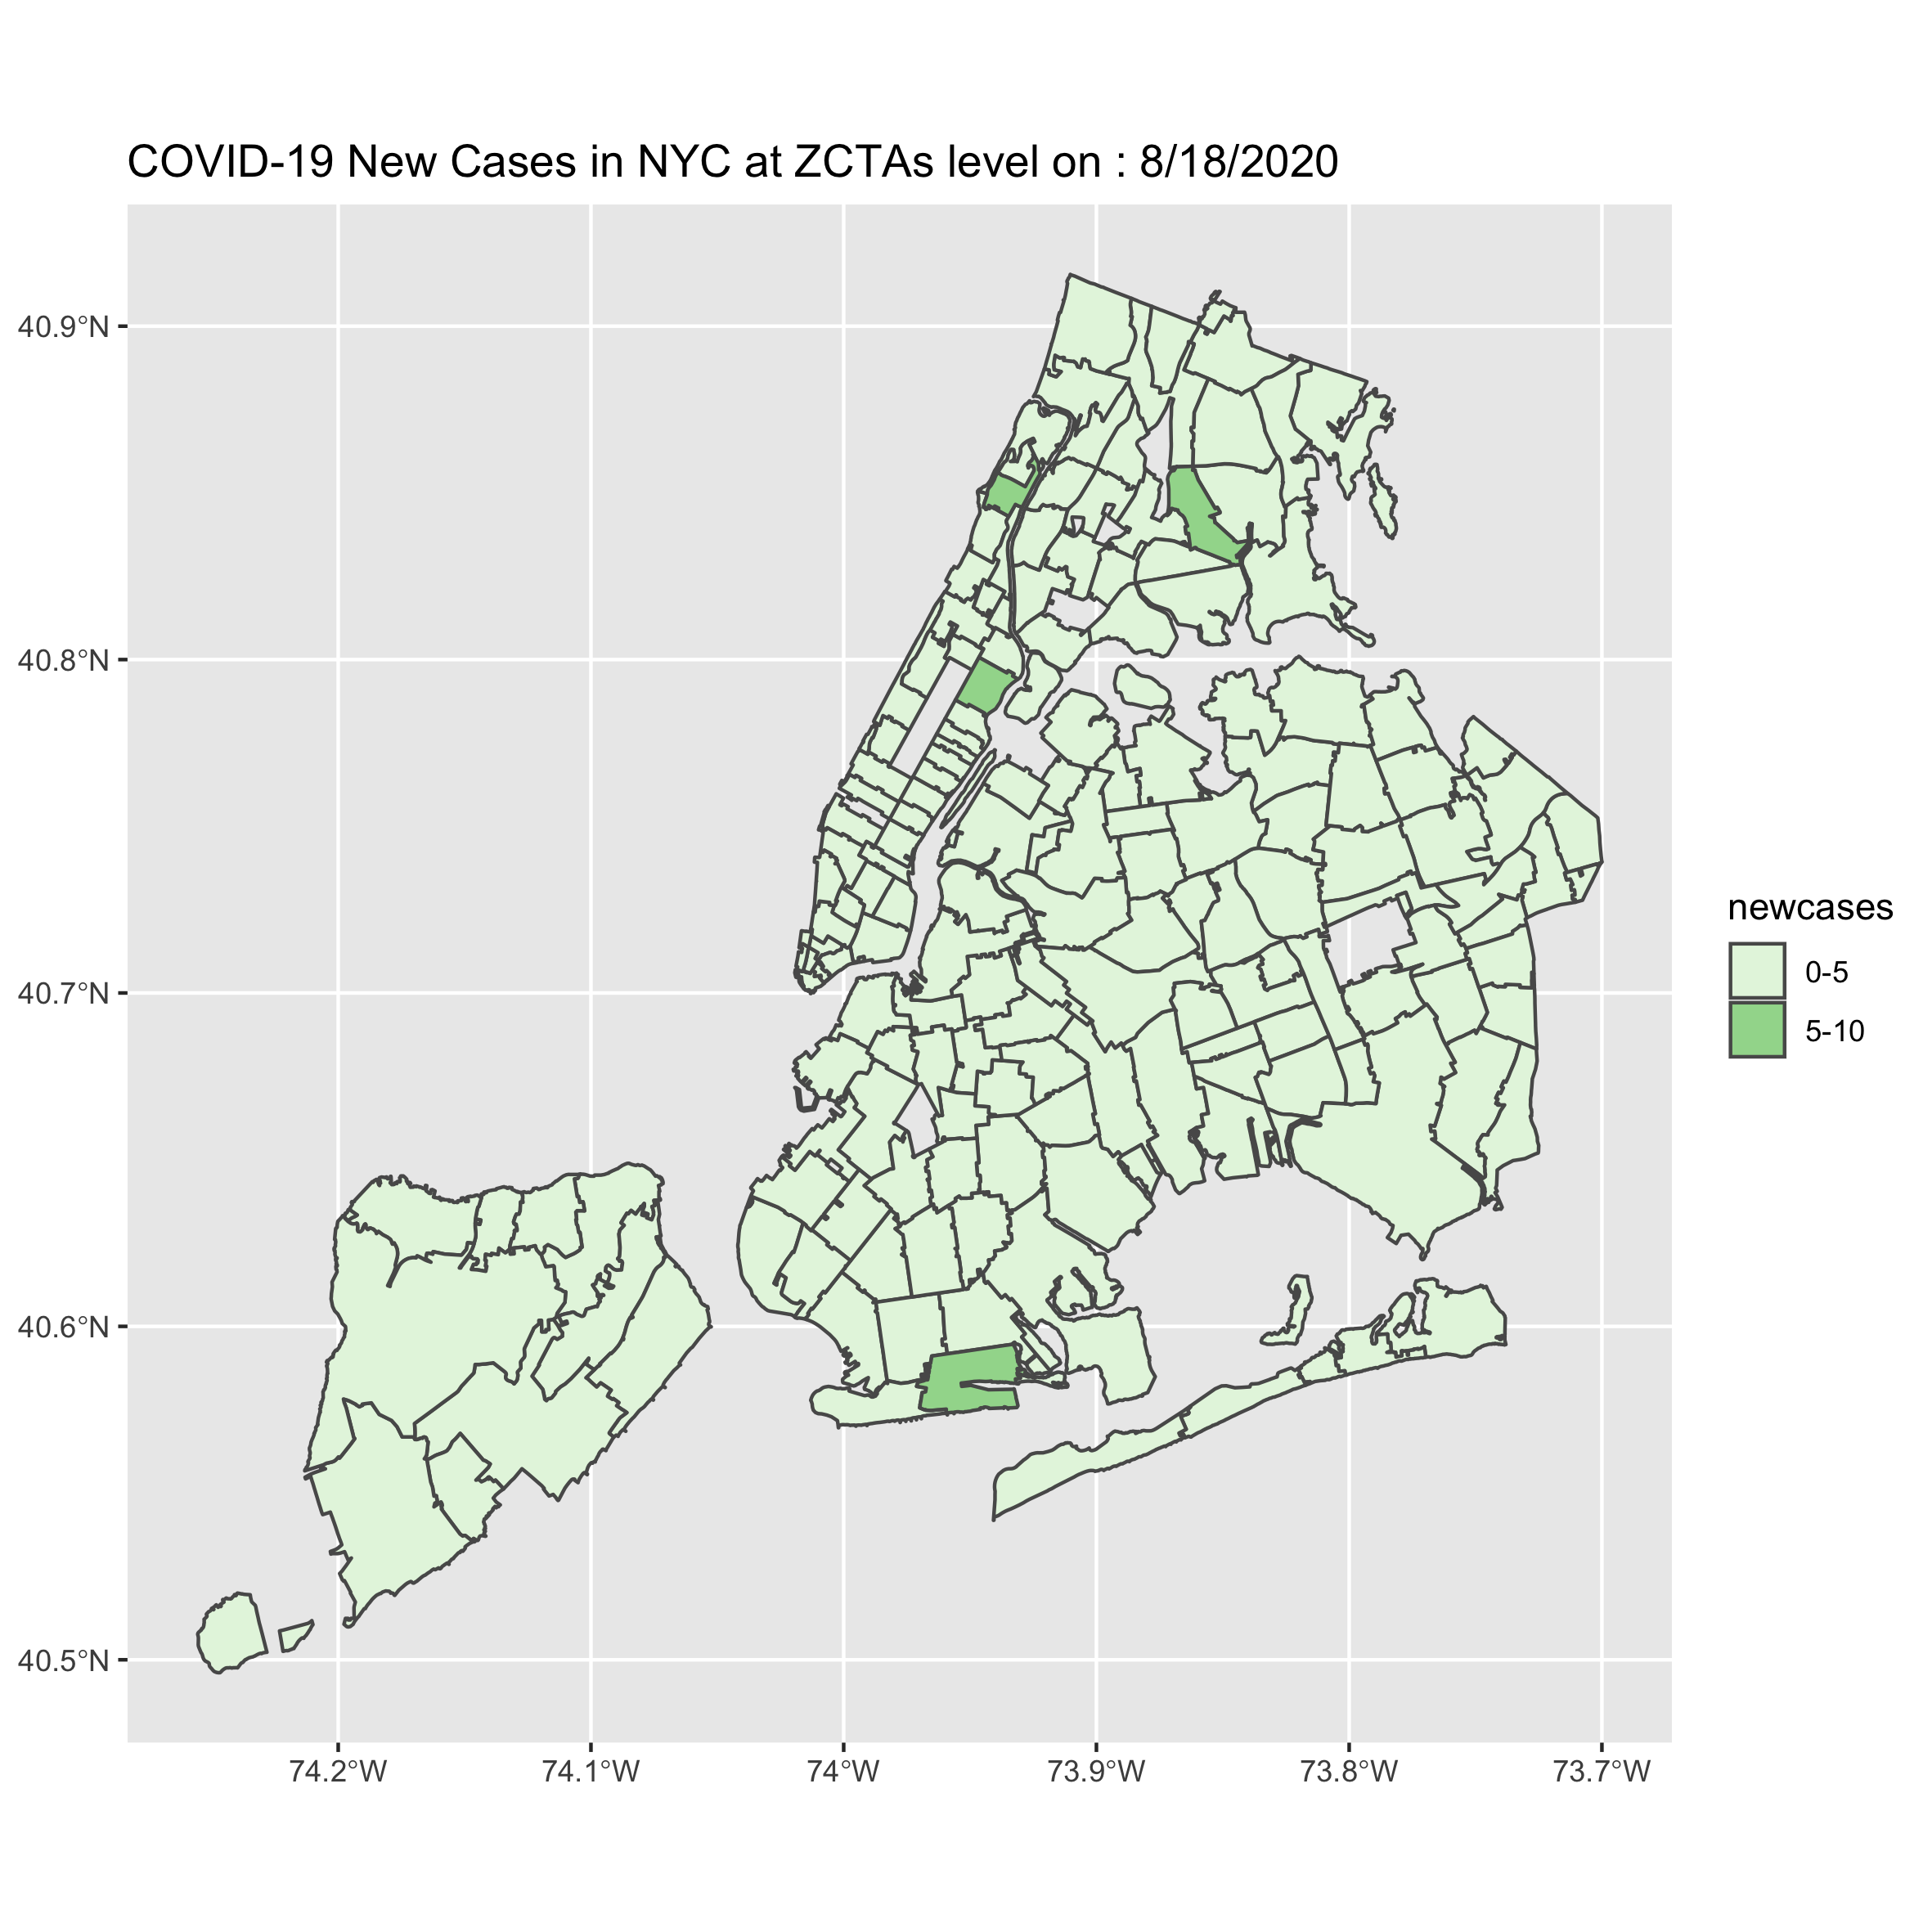 COVID-19 New Cases in NYC at ZCTAs level on : 8/18/2020
40.9°N
40.8°N
40.7°N
40.6°N
40.5°N
74.2°W
74.1°W
74°W
73.9°W
73.8°W
73.7°W
newcases
0-5
5-10